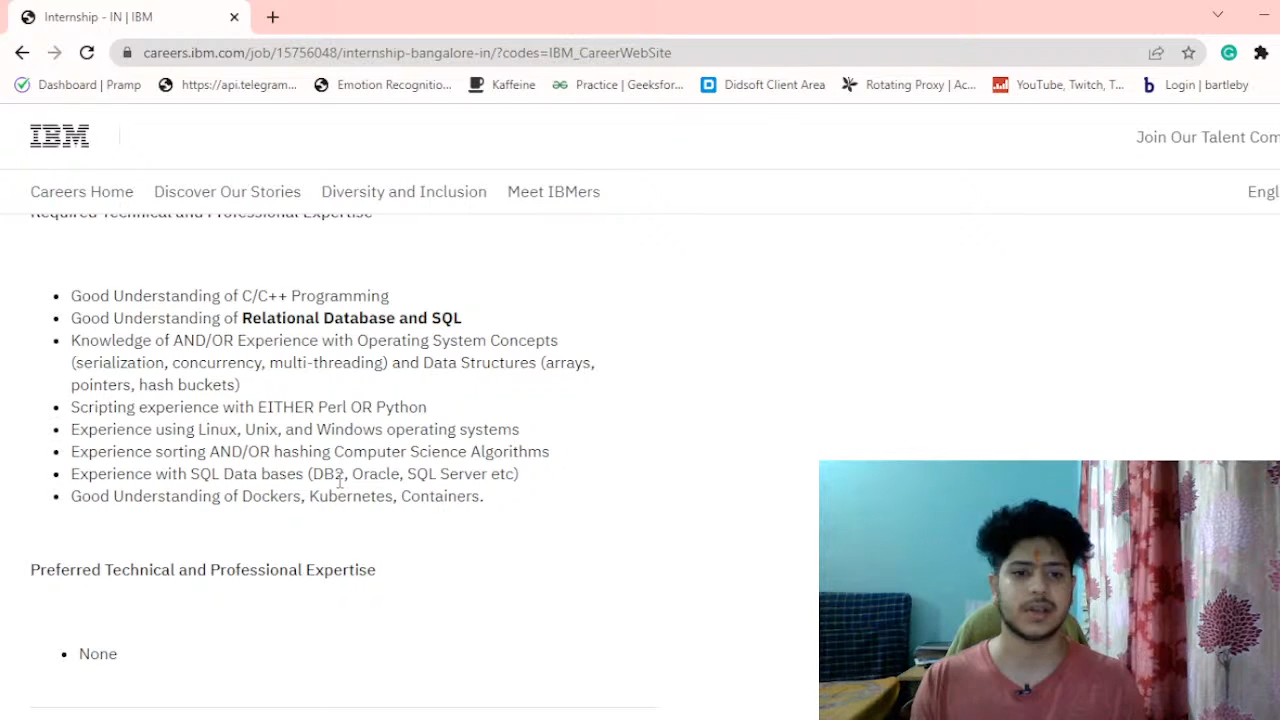 Internship - IN | IBM
careers.ibm.com/job/15756048/internship-bangalore-in/?codes=IBM_CareerWebSite
Dashboard | Pramp
https://api.telegram...
Emotion Recognitio...
Kaffeine
Practice | Geeksfor...
Didsoft Client Area
Rotating Proxy | Ac...
YouTube, Twitch, T...
Login | bartleby
IBM
Join Our Talent Com
Careers Home
Discover Our Stories
Diversity and Inclusion
Meet IBMers
Engl
Required Technical and Professional Expertise
• Good Understanding of C/C++ Programming
• Good Understanding of Relational Database and SQL
• Knowledge of AND/OR Experience with Operating System Concepts
(serialization, concurrency, multi-threading) and Data Structures (arrays,
pointers, hash buckets)
• Scripting experience with EITHER Perl OR Python
• Experience using Linux, Unix, and Windows operating systems
• Experience sorting AND/OR hashing Computer Science Algorithms
• Experience with SQL Data bases (DB2, Oracle, SQL Server etc)
• Good Understanding of Dockers, Kubernetes, Containers.
Preferred Technical and Professional Expertise
• None